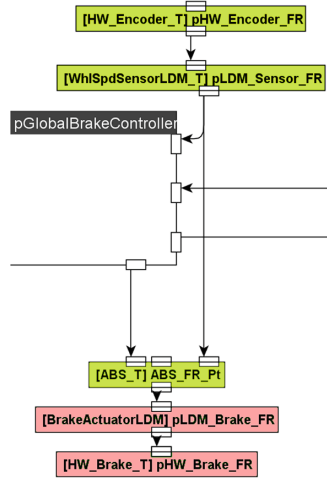 [HW_Encoder_T] pHW_Encoder_FR
[WhlSpdSensorLDM_T] pLDM_Sensor_FR
pGlobalBrakeController
[ABS_T] ABS_FR_Pt
[BrakeActuatorLDM] pLDM_Brake_FR
[HW_Brake_T] pHW_Brake_FR